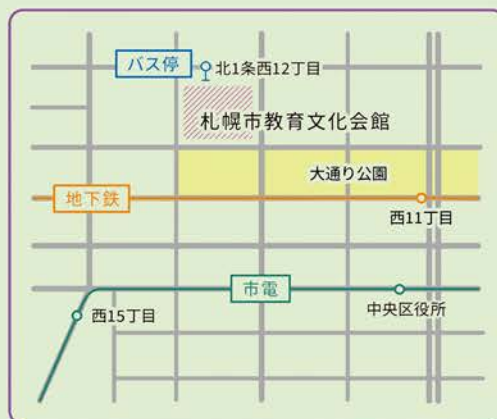 バス停
北1条西12丁目
札幌市教育文化会館
大通り公園
地下鉄
西11丁目
市電
西15丁目
中央区役所